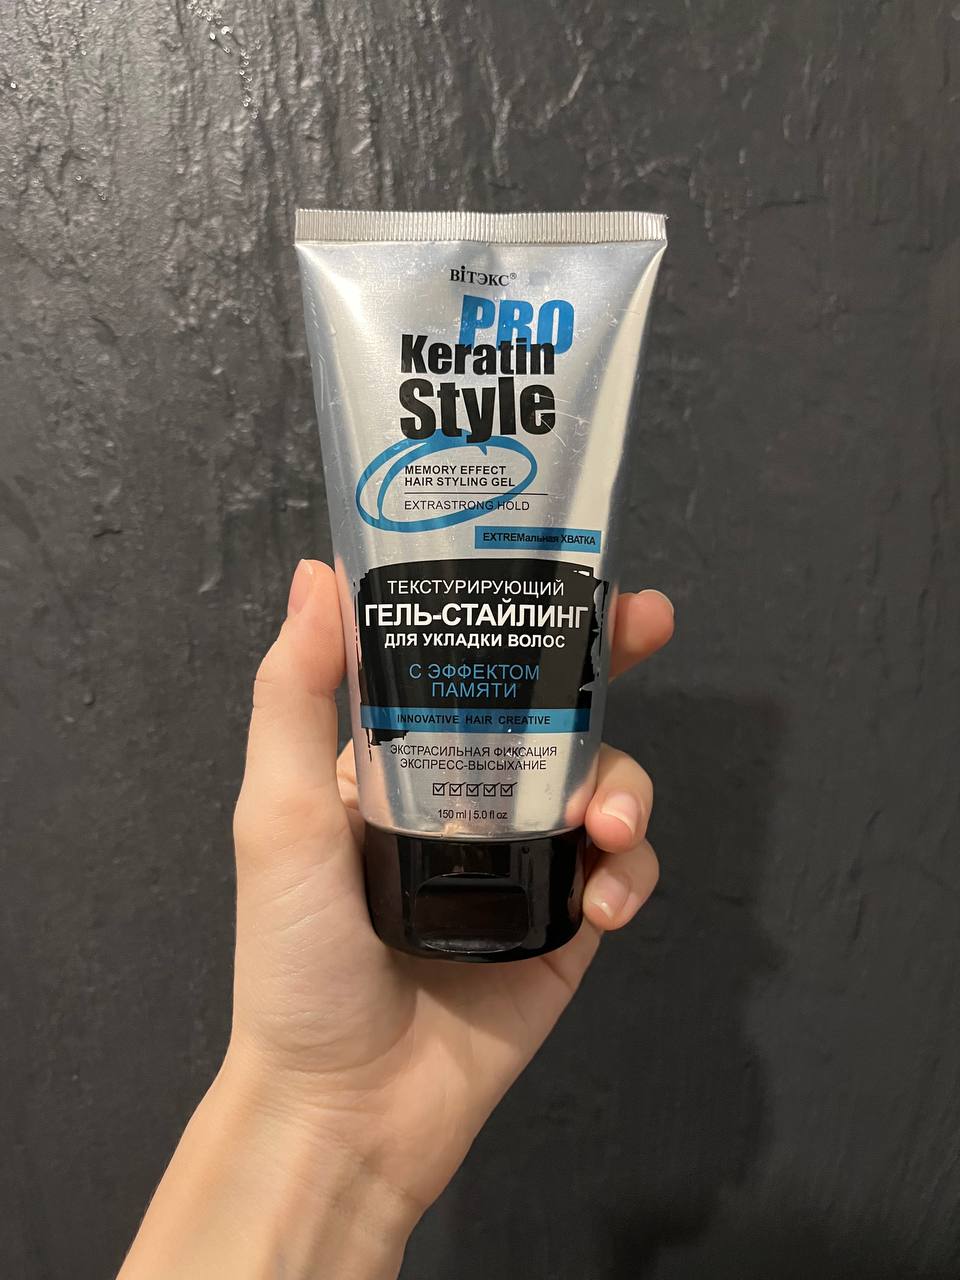 ВіТЭКС®
PRO
Keratin
Style
MEMORY EFFECT
HAIR STYLING GEL
EXTRASTRONG HOLD
EXTREMальная ХВАТКА
ТЕКСТУРИРУЮЩИЙ
ГЕЛЬ-СТАЙЛИНГ
ДЛЯ УКЛАДКИ ВОЛОС
С ЭФФЕКТОМ
ПАМЯТИ
INNOVATIVE HAIR CREATIVE
ЭКСТРАСИЛЬНАЯ ФИКСАЦИЯ
ЭКСПРЕСС-ВЫСЫХАНИЕ
150 ml | 5.0 fl oz